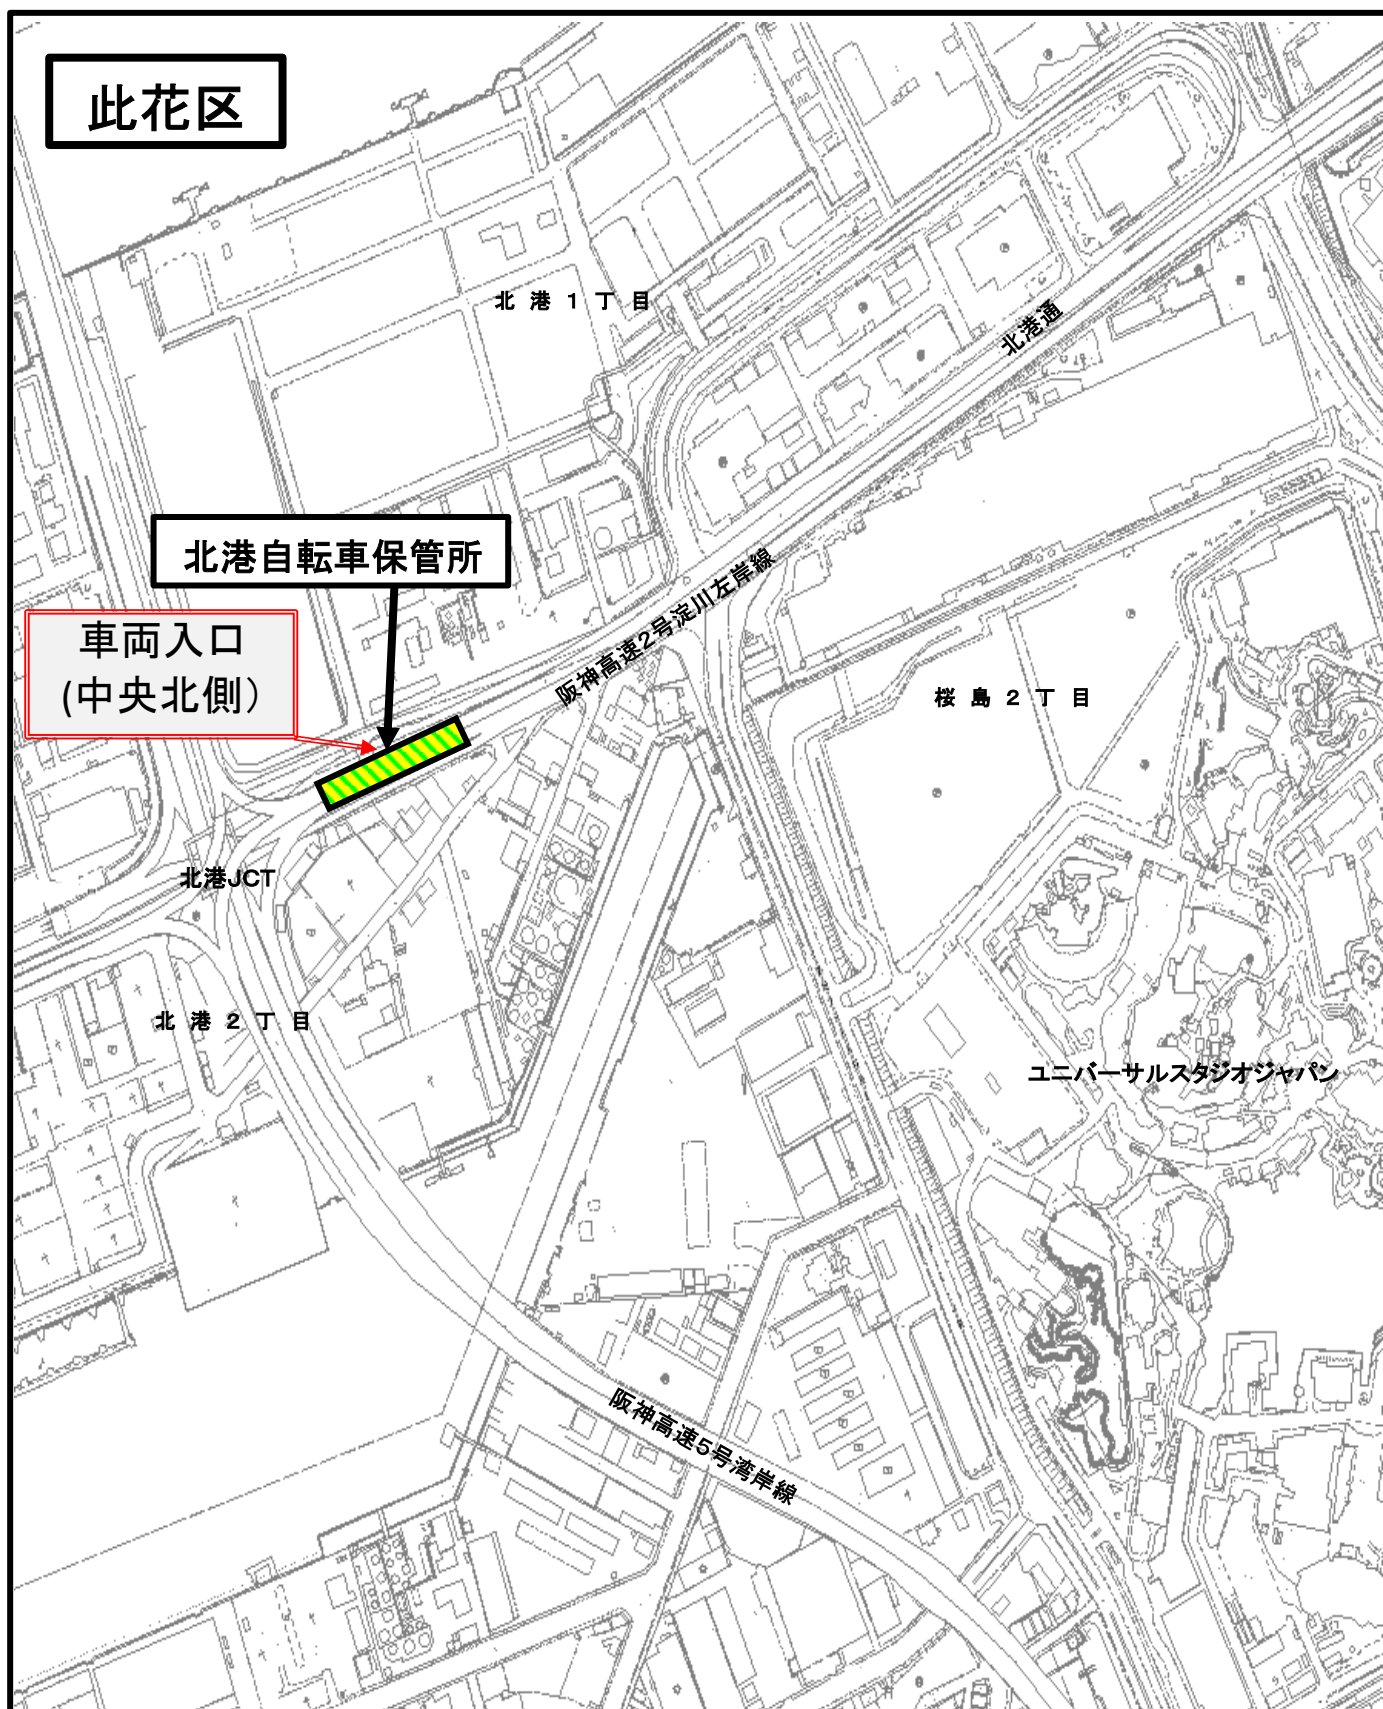 此花区
北港1丁目
北港通
北港自転車保管所
阪神高速2号淀川左岸線
車両入口
(中央北側）
桜島2丁目
北港JCT
北港2丁目
ユニバーサルスタジオジャパン
阪神高速5号湾岸線